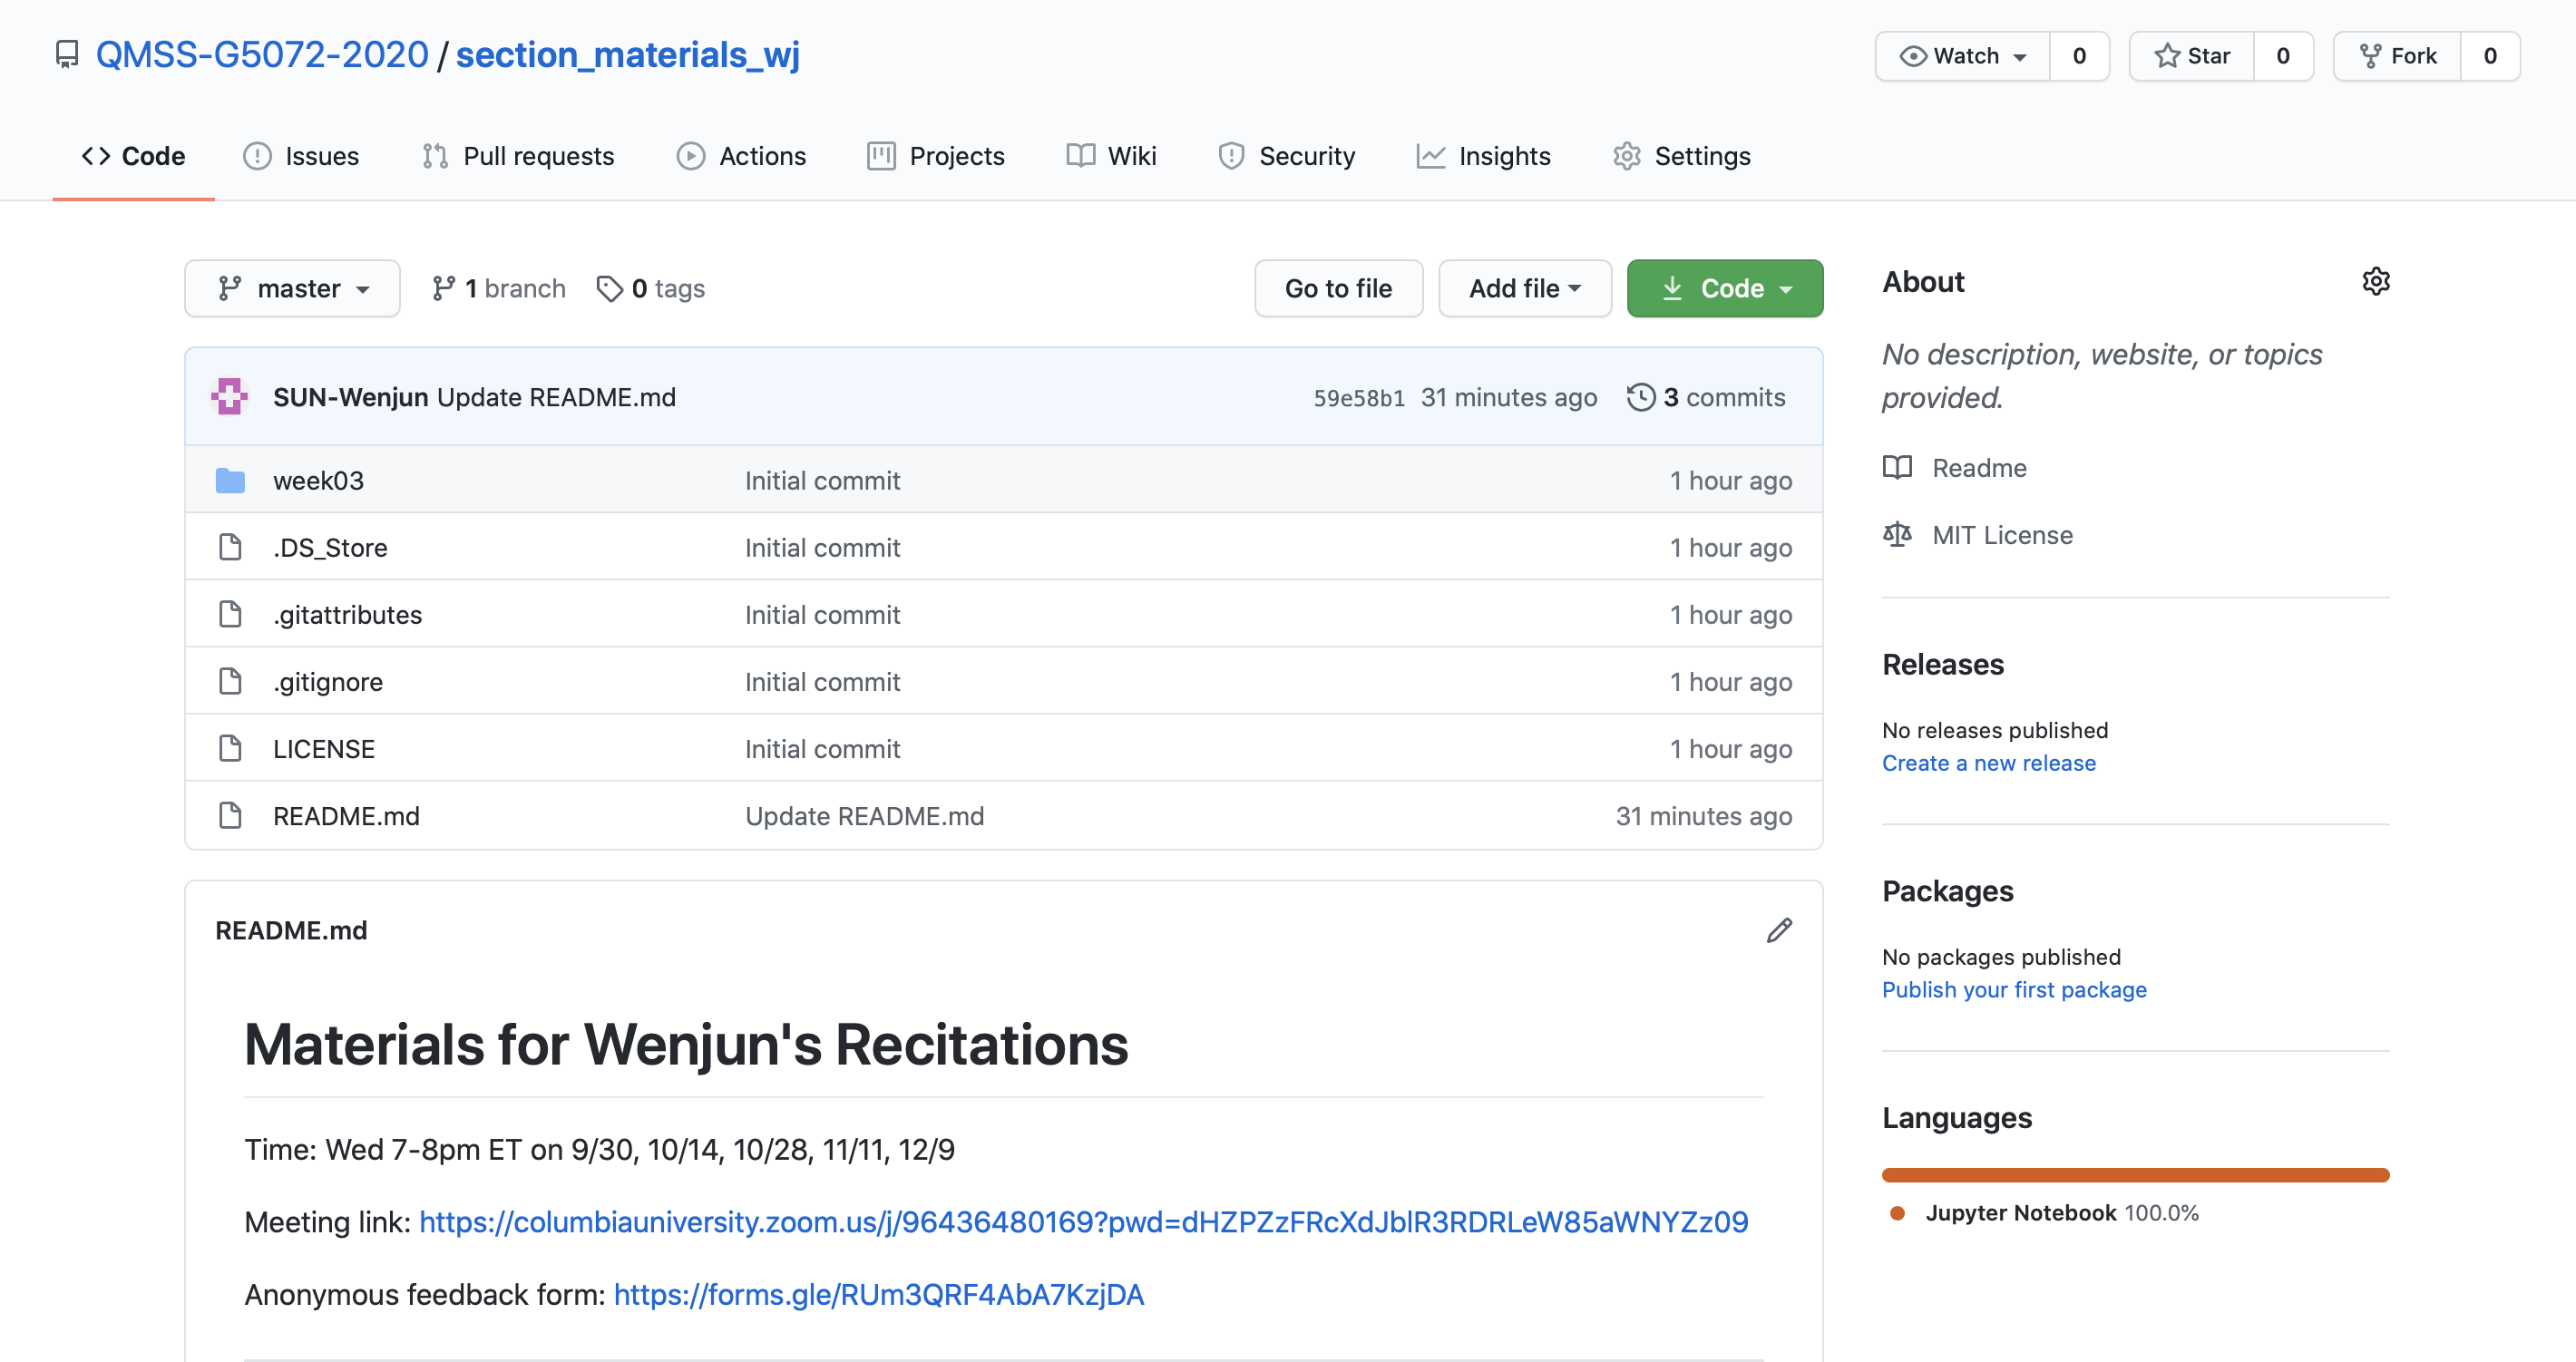 QMSS-G5072-2020 / section_materials_wj
Watch 0 Star 0 Fork 0
Code Issues Pull requests Actions Projects Wiki Security Insights Settings
master 1 branch 0 tags Go to file Add file Code
SUN-Wenjun Update README.md 59e58b1 31 minutes ago 3 commits
week03 Initial commit 1 hour ago
.DS_Store Initial commit 1 hour ago
.gitattributes Initial commit 1 hour ago
.gitignore Initial commit 1 hour ago
LICENSE Initial commit 1 hour ago
README.md Update README.md 31 minutes ago
README.md
Materials for Wenjun's Recitations
Time: Wed 7-8pm ET on 9/30, 10/14, 10/28, 11/11, 12/9
Meeting link: https://columbiauniversity.zoom.us/j/96436480169?pwd=dHZPZzFRcXdJblR3RDRLeW85aWNYZz09
Anonymous feedback form: https://forms.gle/RUm3QRF4AbA7KzjDA
About
No description, website, or topics
provided.
Readme
MIT License
Releases
No releases published
Create a new release
Packages
No packages published
Publish your first package
Languages
Jupyter Notebook 100.0%